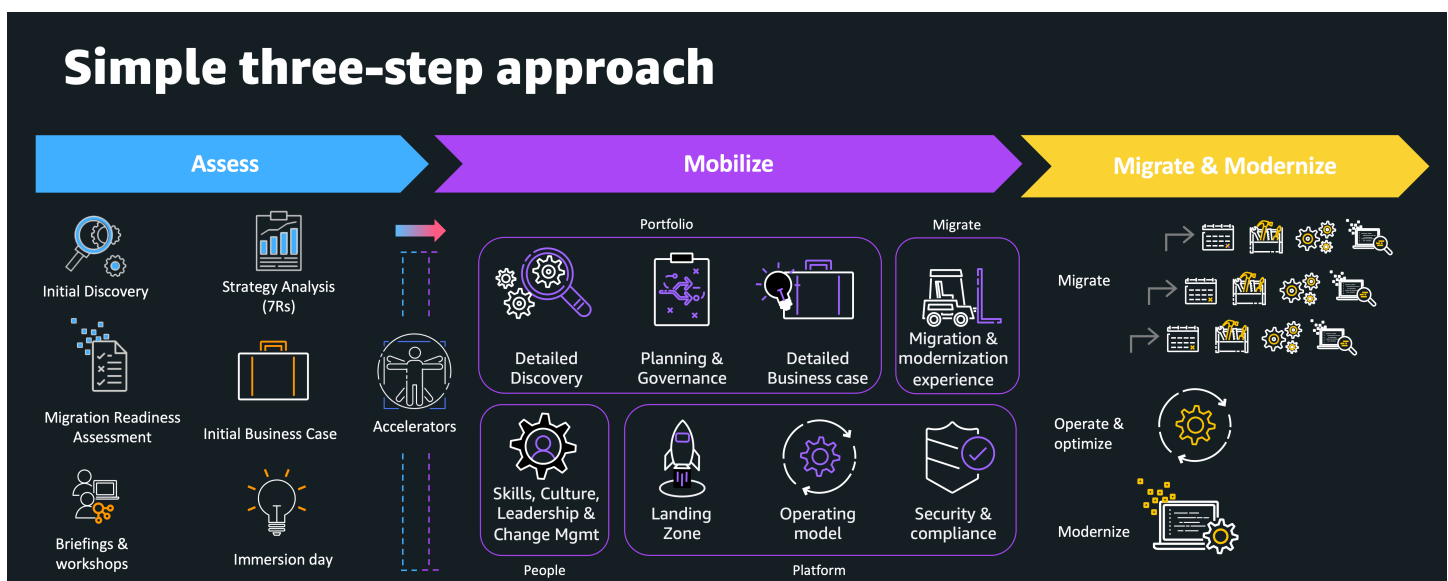 Simple three-step approach
Assess
Mobilize
Migrate & Modernize
Initial Discovery
Strategy Analysis
(7Rs)
Migration Readiness
Assessment
Initial Business Case
Briefings &
workshops
Immersion day
Accelerators
Portfolio
Detailed
Discovery
Planning &
Governance
Detailed
Business case
Migrate
Migration &
modernization
experience
Skills, Culture,
Leadership &
Change Mgmt
People
Landing
Zone
Operating
model
Security &
compliance
Platform
Migrate
Operate &
optimize
Modernize